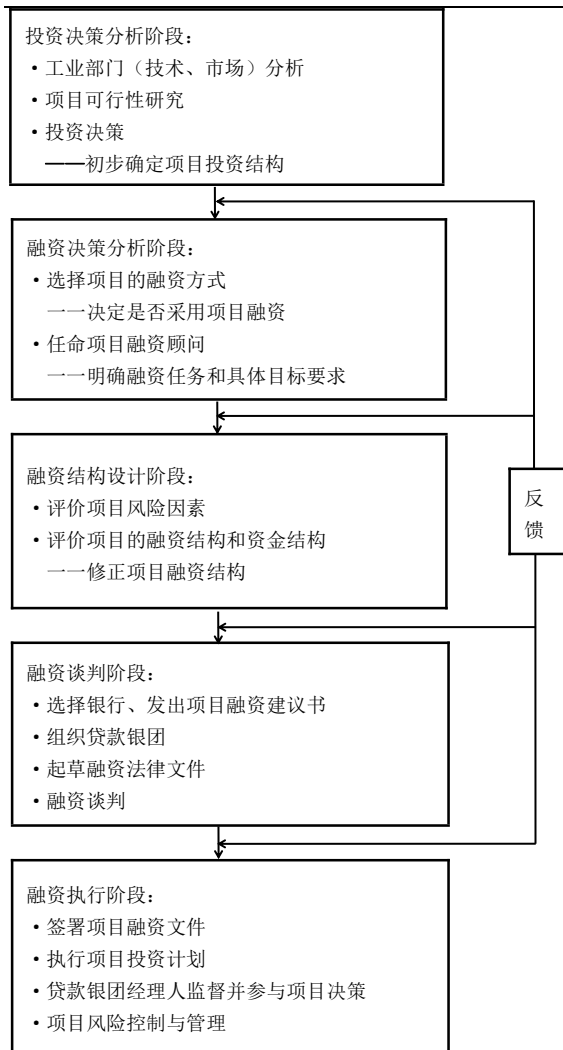 投资决策分析阶段：
·工业部门（技术、市场）分析
·项目可行性研究
·投资决策
——初步确定项目投资结构
融资决策分析阶段：
·选择项目的融资方式
一一决定是否采用项目融资
·任命项目融资顾问
一一明确融资任务和具体目标要求
融资结构设计阶段：
·评价项目风险因素
·评价项目的融资结构和资金结构
一一修正项目融资结构
反
馈
融资谈判阶段：
·选择银行、发出项目融资建议书
·组织贷款银团
·起草融资法律文件
·融资谈判
融资执行阶段：
·签署项目融资文件
·执行项目投资计划
·贷款银团经理人监督并参与项目决策
·项目风险控制与管理